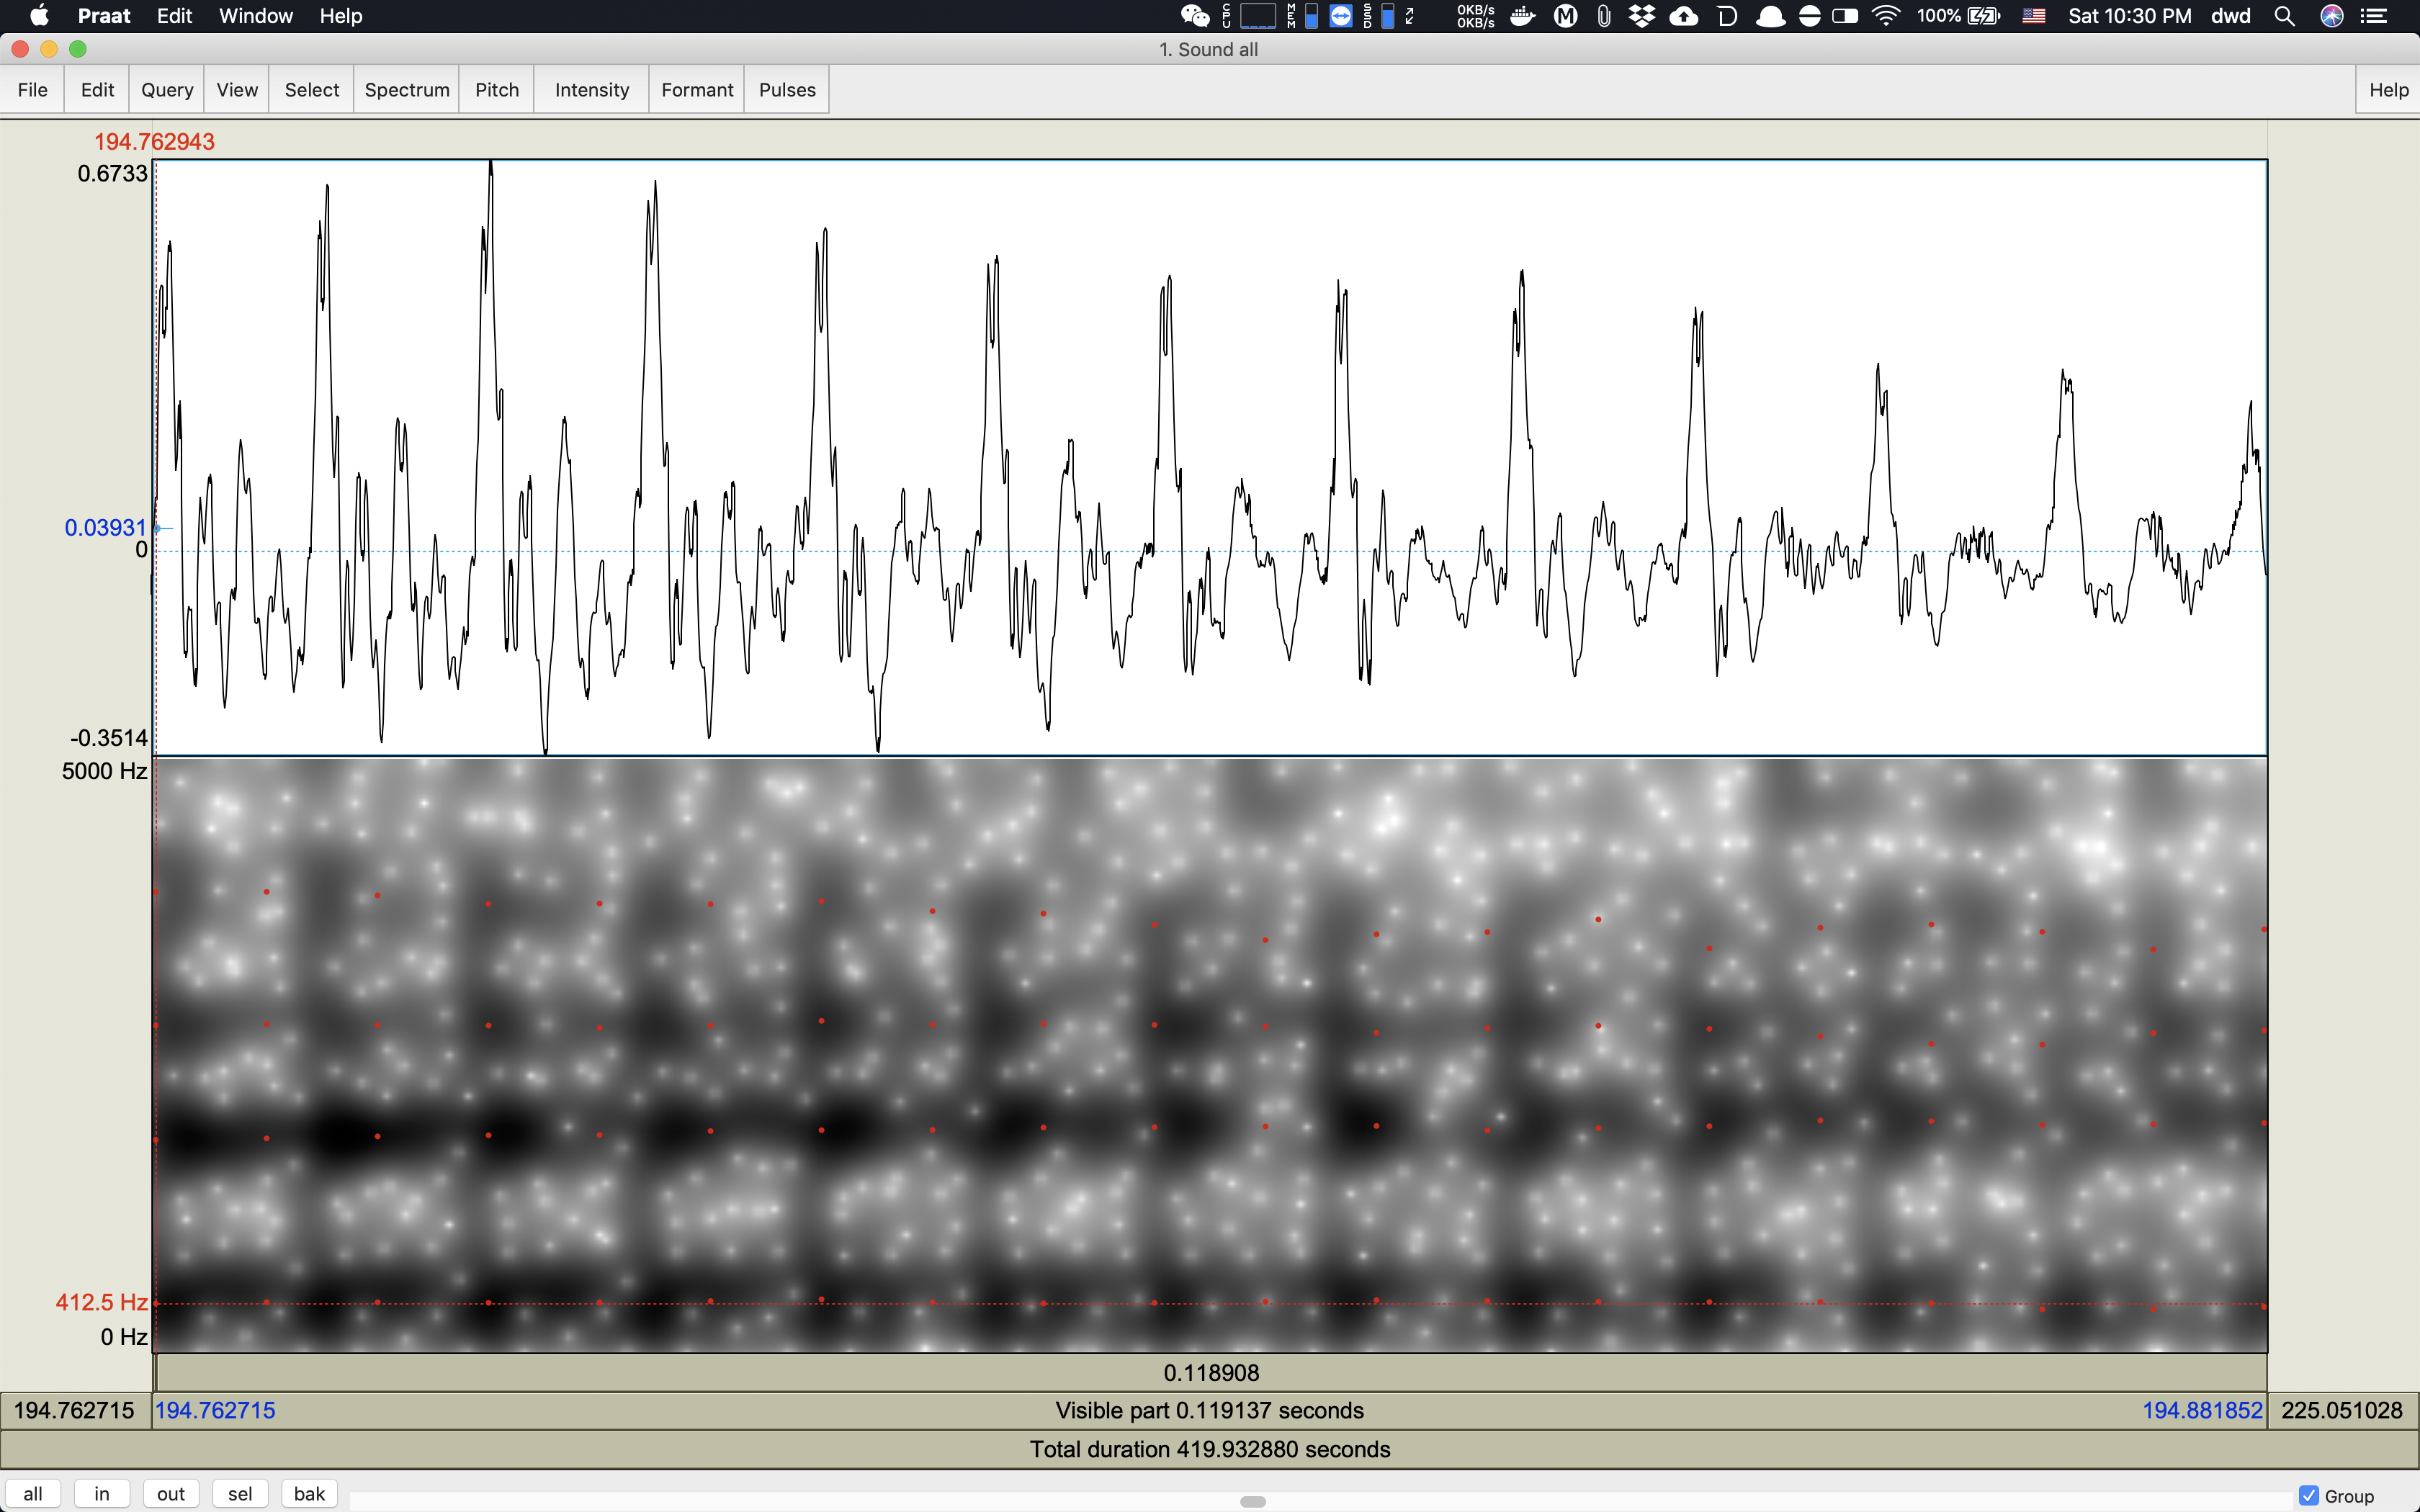 Praat Edit Window Help CPU MEM SSD 0KB/s 0KB/s 100% Sat 10:30 PM dwd
1. Sound all
File Edit Query View Select Spectrum Pitch Intensity Formant Pulses Help
194.762943
0.6733
0.03931
0
-0.3514
5000 Hz
412.5 Hz
0 Hz
0.118908
194.762715 194.762715 Visible part 0.119137 seconds 194.881852 225.051028
Total duration 419.932880 seconds
all in out sel bak Group